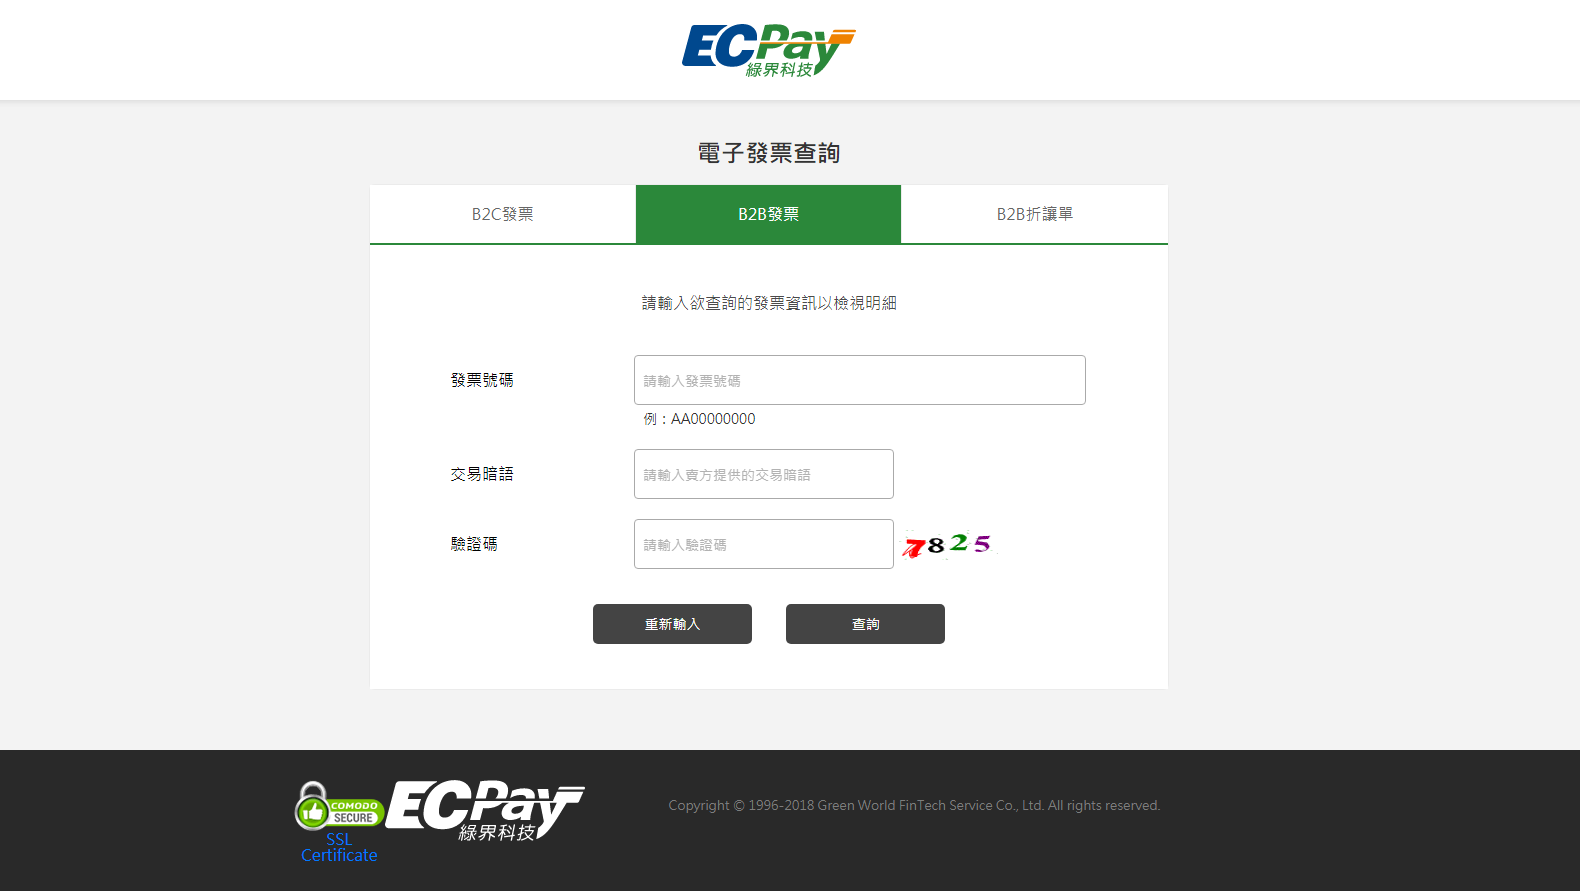 ECPay
綠界科技
電子發票查詢
B2C發票
B2B發票
B2B折讓單
請輸入欲查詢的發票資訊以檢視明細
發票號碼
請輸入發票號碼
例：AA00000000
交易暗語
請輸入賣方提供的交易暗語
驗證碼
請輸入驗證碼
7825
重新輸入
查詢
COMODO
SECURE
SSL
Certificate
ECPay
綠界科技
Copyright © 1996-2018 Green World FinTech Service Co., Ltd. All rights reserved.